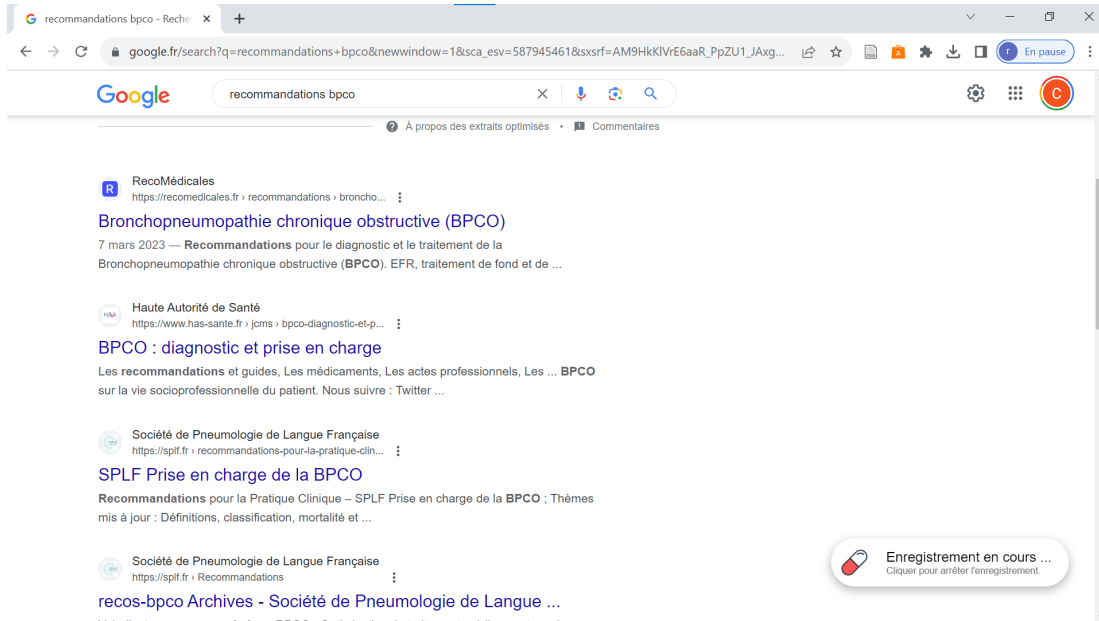 recommandations bpco - Reche
google.fr/search?q=recommandations+bpco&newwindow=1&sca_esv=587945461&sxsrf=AM9HkKlVrE6aaR_PpZU1_JAxg...
r En pause
Google
recommandations bpco
C
À propos des extraits optimisés • Commentaires
R
RecoMédicales
https://recomedicales.fr › recommandations › broncho...
Bronchopneumopathie chronique obstructive (BPCO)
7 mars 2023 — Recommandations pour le diagnostic et le traitement de la
Bronchopneumopathie chronique obstructive (BPCO). EFR, traitement de fond et de ...
HAS
Haute Autorité de Santé
https://www.has-sante.fr › jcms › bpco-diagnostic-et-p...
BPCO : diagnostic et prise en charge
Les recommandations et guides, Les médicaments, Les actes professionnels, Les ... BPCO
sur la vie socioprofessionnelle du patient. Nous suivre : Twitter ...
Société de Pneumologie de Langue Française
https://splf.fr › recommandations-pour-la-pratique-clin...
SPLF Prise en charge de la BPCO
Recommandations pour la Pratique Clinique – SPLF Prise en charge de la BPCO ; Thèmes
mis à jour : Définitions, classification, mortalité et ...
Société de Pneumologie de Langue Française
https://splf.fr › Recommandations
recos-bpco Archives - Société de Pneumologie de Langue ...
Enregistrement en cours ...
Cliquer pour arrêter l'enregistrement.